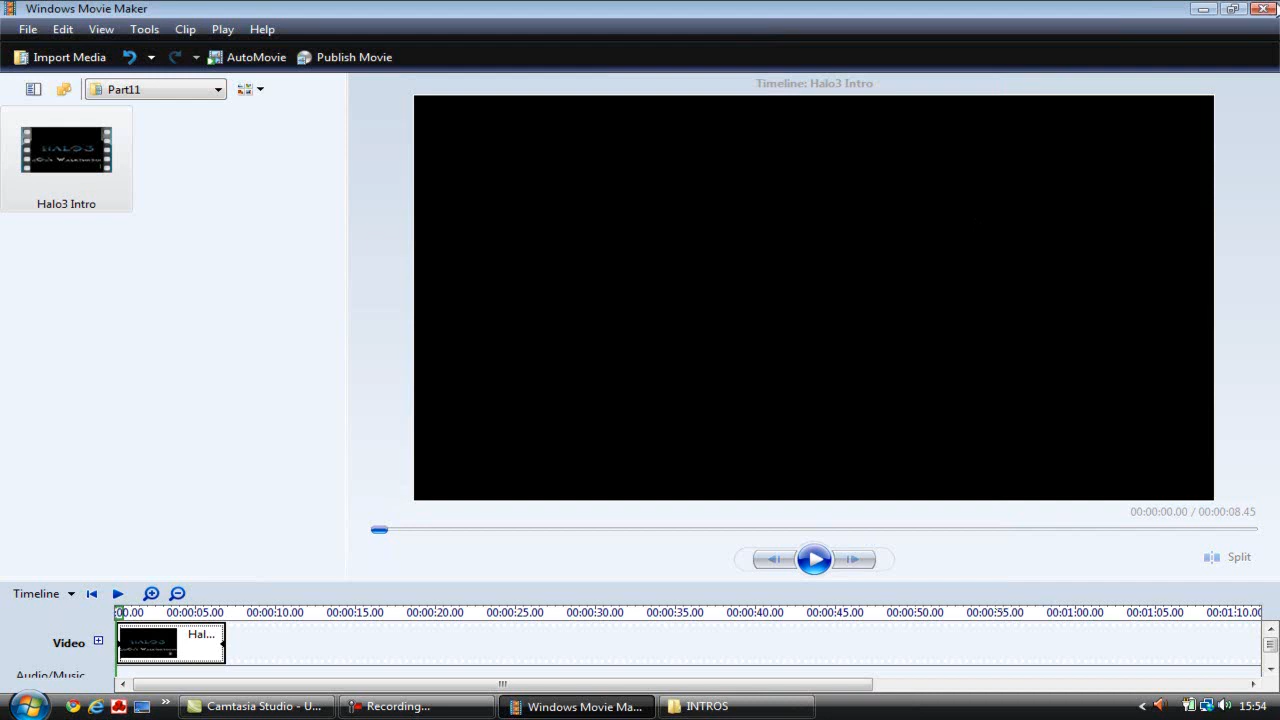 Windows Movie Maker
File Edit View Tools Clip Play Help
Import Media AutoMovie Publish Movie
Part11
Timeline: Halo3 Intro
HALO 3
Halo3 Intro
00:00:00.00 / 00:00:08.45
Split
Timeline
00.00 00:00:05.00 00:00:10.00 00:00:15.00 00:00:20.00 00:00:25.00 00:00:30.00 00:00:35.00 00:00:40.00 00:00:45.00 00:00:50.00 00:00:55.00 00:01:00.00 00:01:05.00 00:01:10.00
Video Hal...
HALO 3
Audio/Music
Camtasia Studio - U... Recording... Windows Movie Ma... INTROS 15:54